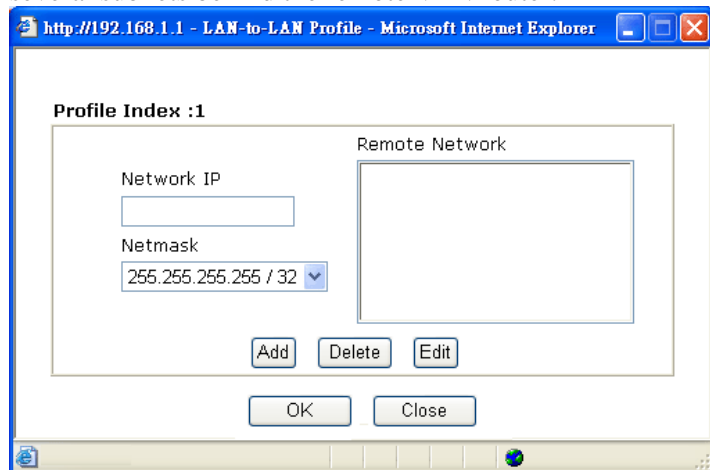 http://192.168.1.1 - LAN-to-LAN Profile - Microsoft Internet Explorer
Profile Index :1
Remote Network
Network IP
Netmask
255.255.255.255 / 32
Add Delete Edit
OK Close